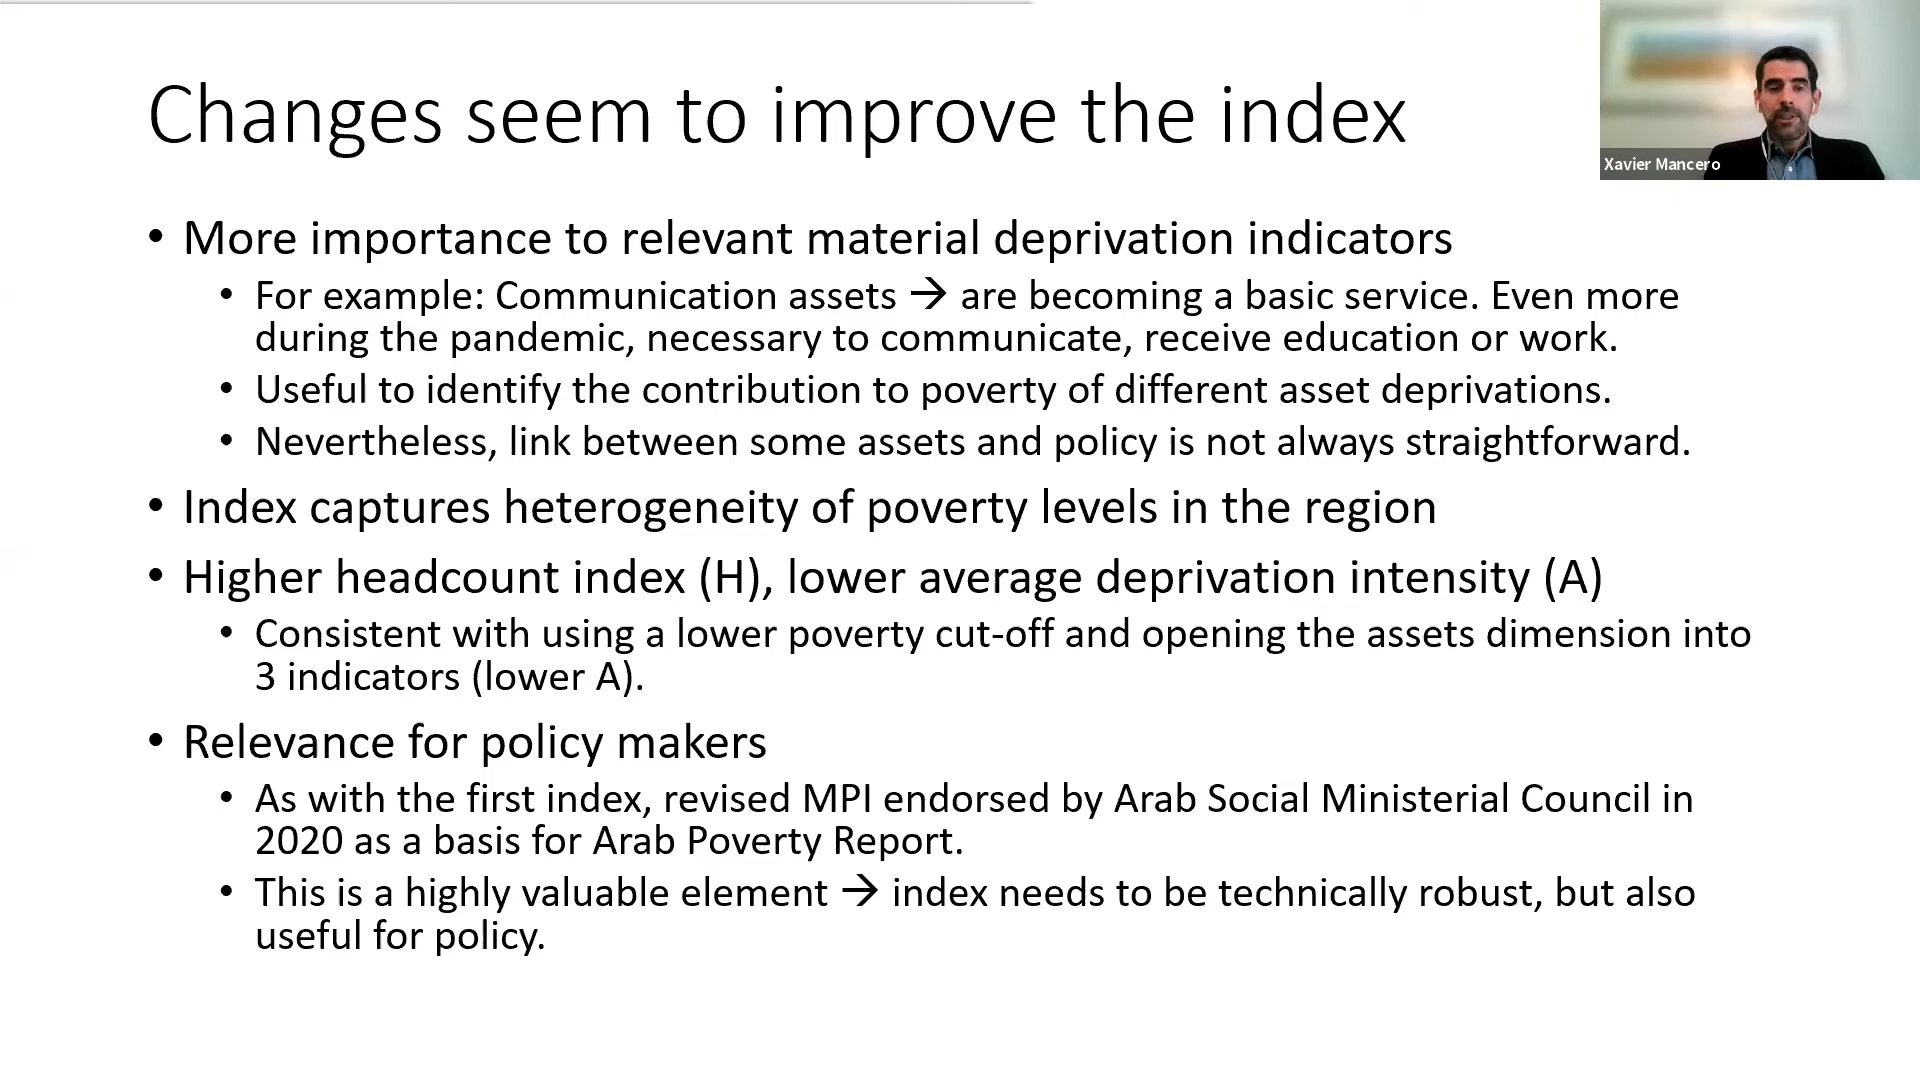 Changes seem to improve the index
Xavier Mancero
• More importance to relevant material deprivation indicators
• For example: Communication assets → are becoming a basic service. Even more
during the pandemic, necessary to communicate, receive education or work.
• Useful to identify the contribution to poverty of different asset deprivations.
• Nevertheless, link between some assets and policy is not always straightforward.
• Index captures heterogeneity of poverty levels in the region
• Higher headcount index (H), lower average deprivation intensity (A)
• Consistent with using a lower poverty cut-off and opening the assets dimension into
3 indicators (lower A).
• Relevance for policy makers
• As with the first index, revised MPI endorsed by Arab Social Ministerial Council in
2020 as a basis for Arab Poverty Report.
• This is a highly valuable element → index needs to be technically robust, but also
useful for policy.